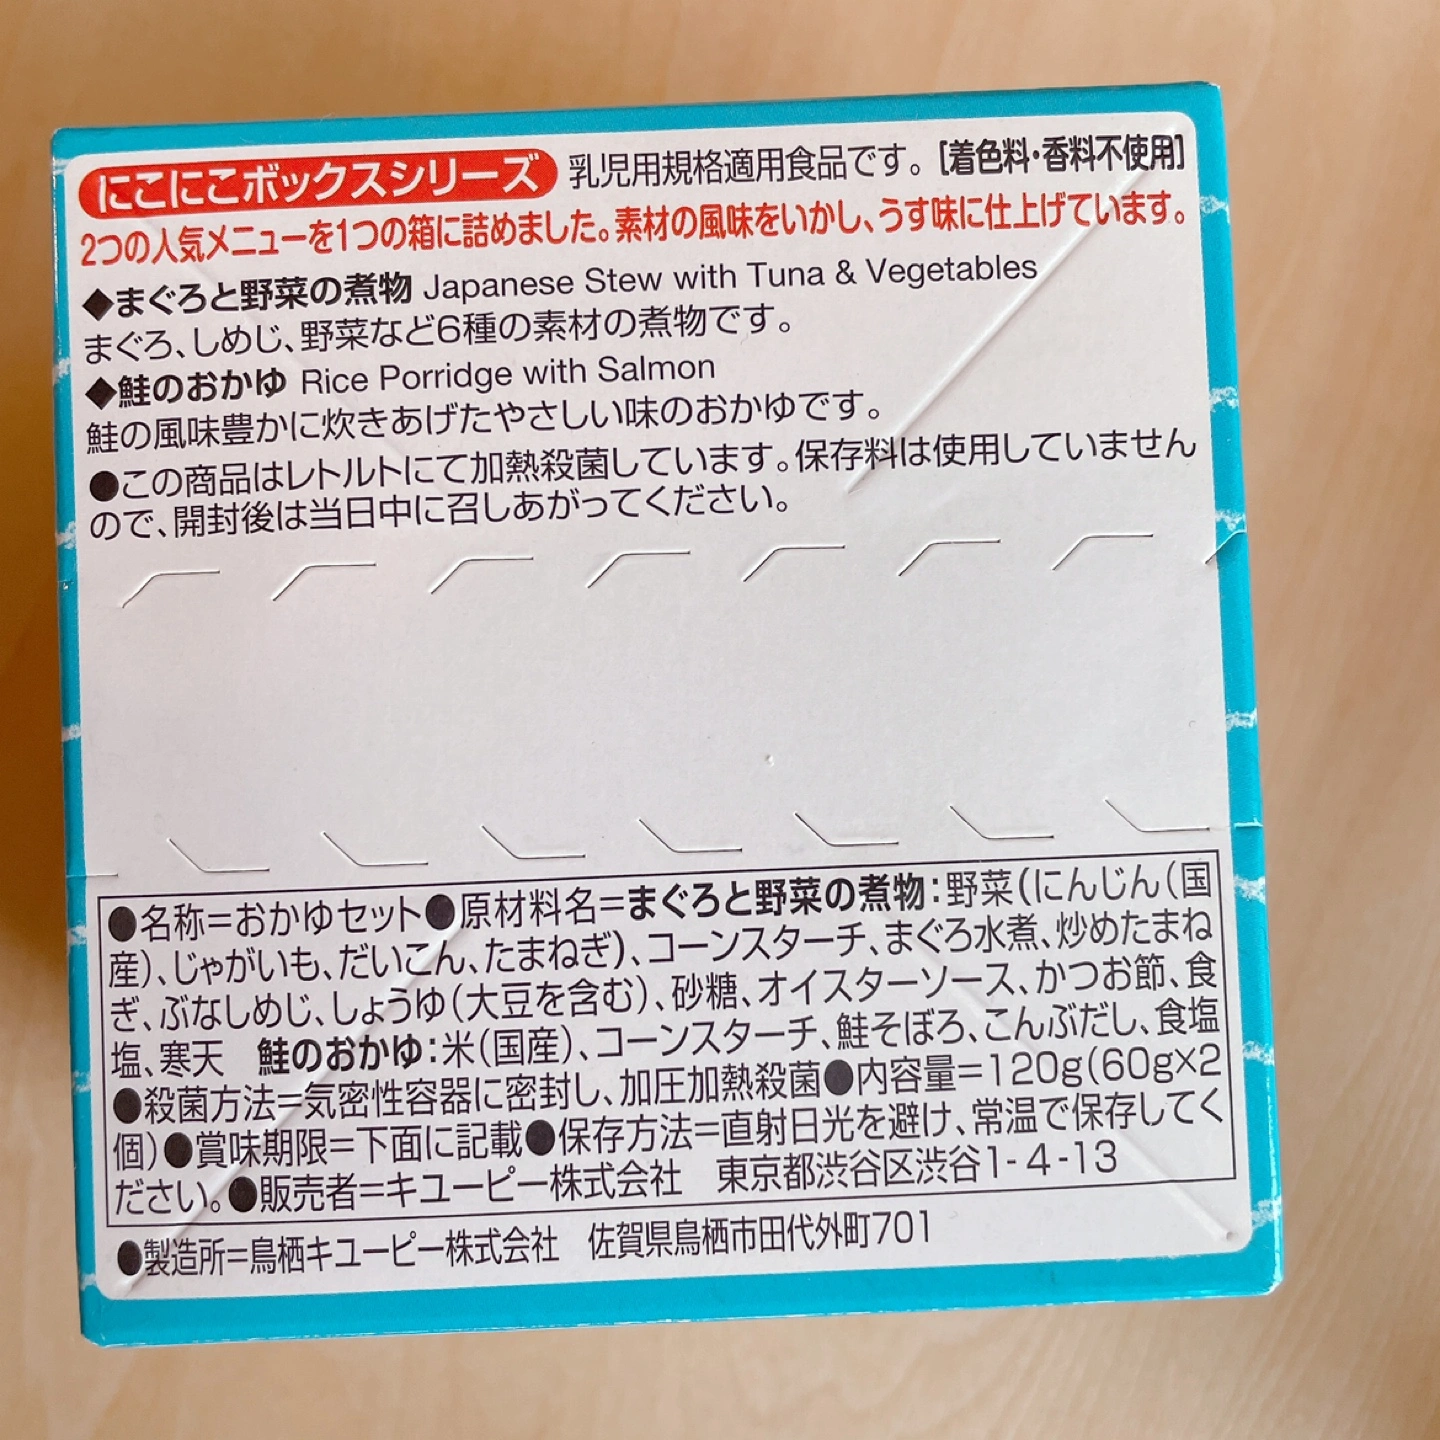 にこにこボックスシリーズ 乳児用規格適用食品です。[着色料・香料不使用]
2つの人気メニューを1つの箱に詰めました。素材の風味をいかし、うす味に仕上げています。
◆まぐろと野菜の煮物 Japanese Stew with Tuna & Vegetables
まぐろ、しめじ、野菜など6種の素材の煮物です。
◆鮭のおかゆ Rice Porridge with Salmon
鮭の風味豊かに炊きあげたやさしい味のおかゆです。
●この商品はレトルトにて加熱殺菌しています。保存料は使用していません
ので、開封後は当日中に召しあがってください。
●名称=おかゆセット●原材料名=まぐろと野菜の煮物:野菜(にんじん(国
産)、じゃがいも、だいこん、たまねぎ)、コーンスターチ、まぐろ水煮、炒めたまね
ぎ、ぶなしめじ、しょうゆ(大豆を含む)、砂糖、オイスターソース、かつお節、食
塩、寒天 鮭のおかゆ:米(国産)、コーンスターチ、鮭そぼろ、こんぶだし、食塩
●殺菌方法=気密性容器に密封し、加圧加熱殺菌●内容量=120g(60g×2
個)●賞味期限=下面に記載●保存方法=直射日光を避け、常温で保存してく
ださい。●販売者=キユーピー株式会社 東京都渋谷区渋谷1-4-13
●製造所=鳥栖キユーピー株式会社 佐賀県鳥栖市田代外町701